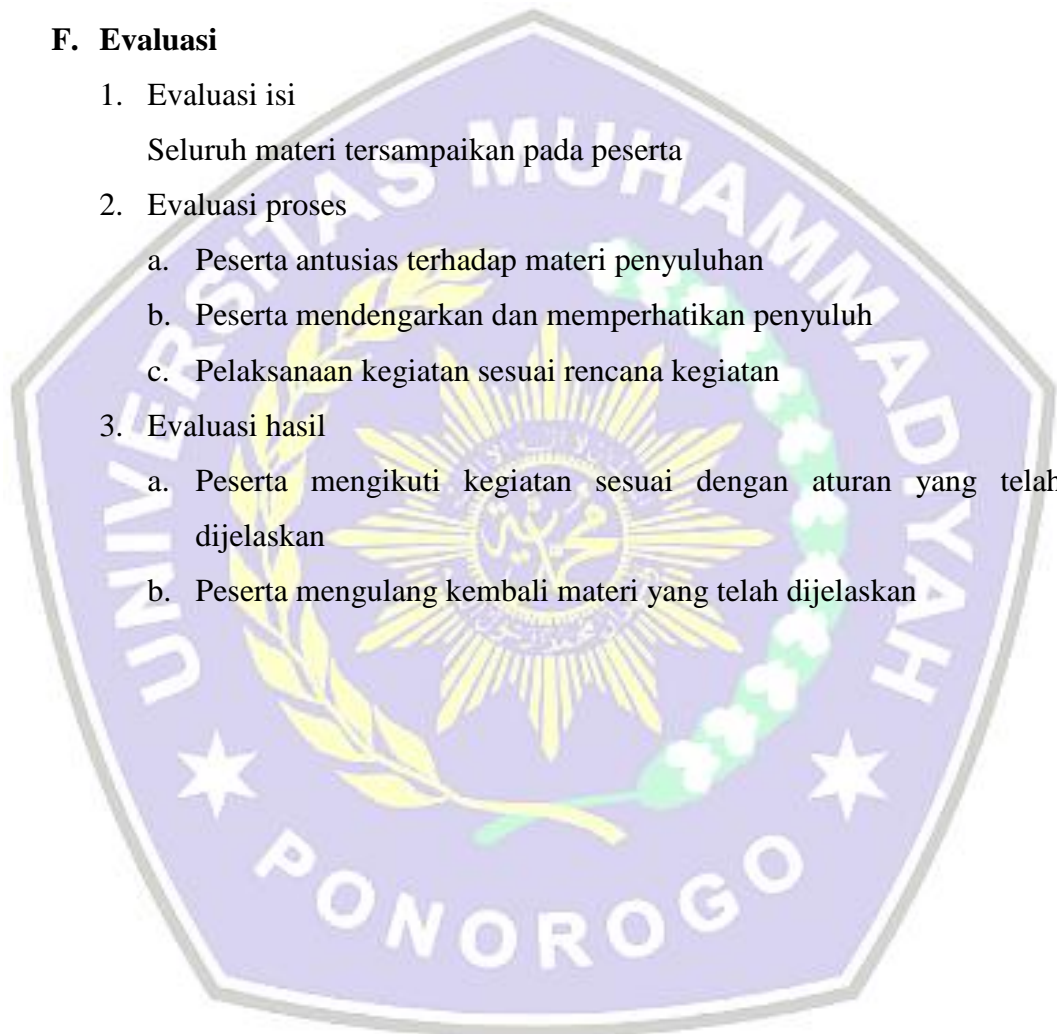 F. Evaluasi
1. Evaluasi isi
Seluruh materi tersampaikan pada peserta
2. Evaluasi proses
a. Peserta antusias terhadap materi penyuluhan
b. Peserta mendengarkan dan memperhatikan penyuluh
c. Pelaksanaan kegiatan sesuai rencana kegiatan
3. Evaluasi hasil
a. Peserta mengikuti kegiatan sesuai dengan aturan yang telah
dijelaskan
b. Peserta mengulang kembali materi yang telah dijelaskan
UNIVERSITAS MUHAMMADIYAH
PONOROGO
محمدية